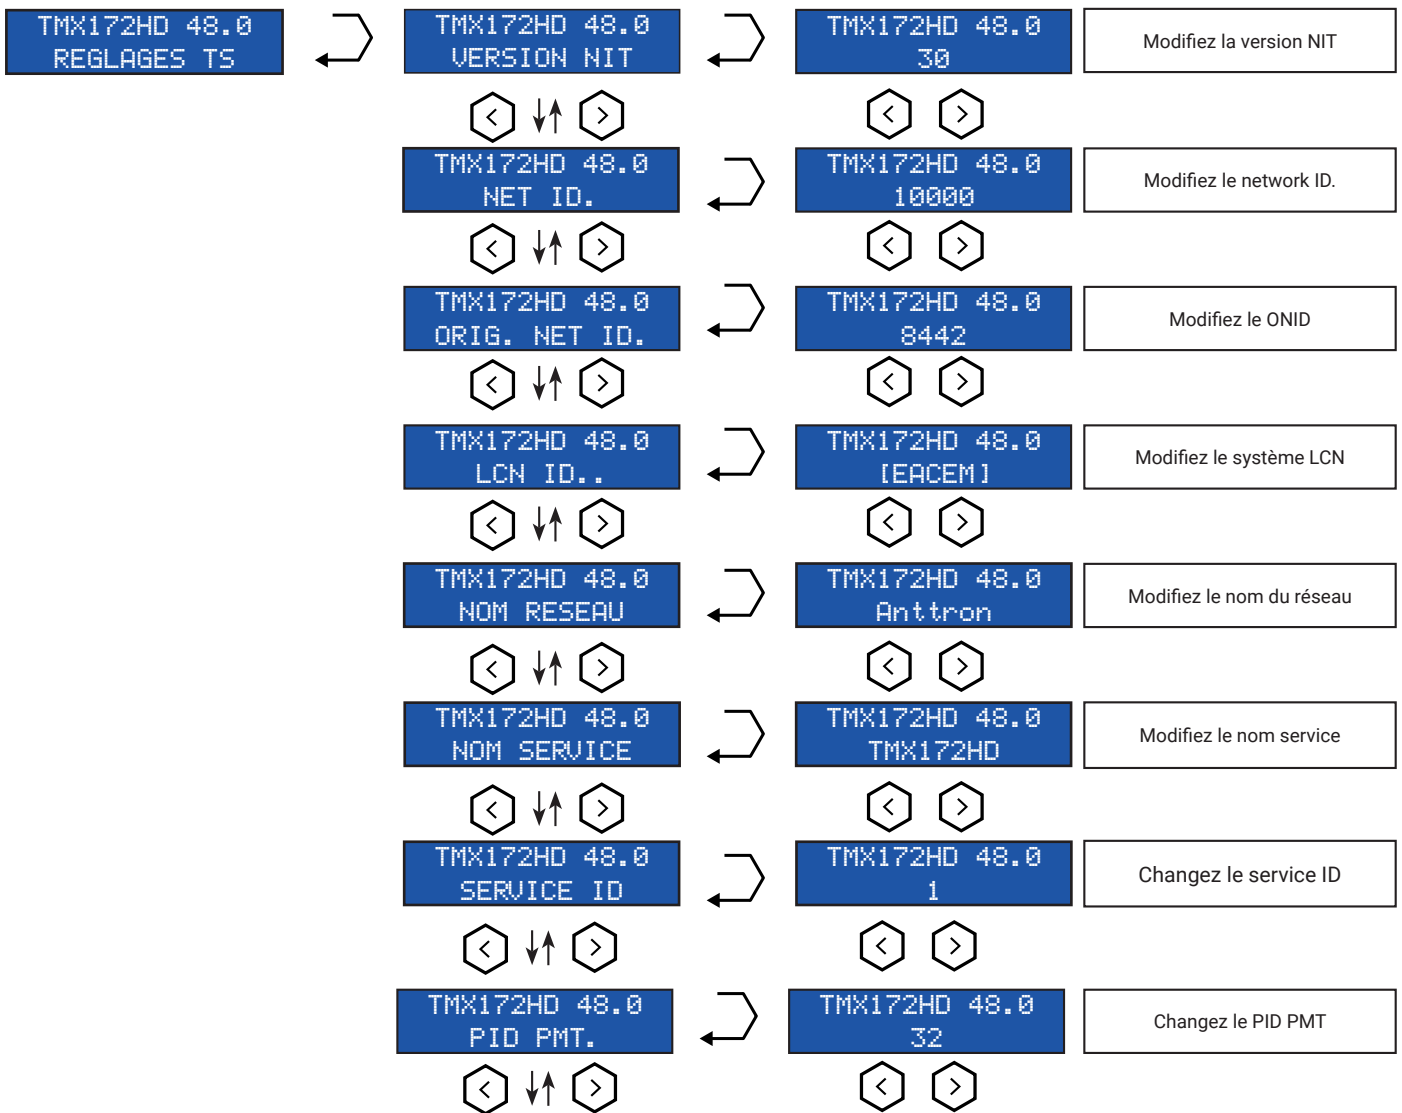 TMX172HD 48.0
REGLAGES TS
TMX172HD 48.0
VERSION NIT
TMX172HD 48.0
30
Modifiez la version NIT
TMX172HD 48.0
NET ID.
TMX172HD 48.0
10000
Modifiez le network ID.
TMX172HD 48.0
ORIG. NET ID.
TMX172HD 48.0
8442
Modifiez le ONID
TMX172HD 48.0
LCN ID..
TMX172HD 48.0
[EACEM]
Modifiez le système LCN
TMX172HD 48.0
NOM RESEAU
TMX172HD 48.0
Anttron
Modifiez le nom du réseau
TMX172HD 48.0
NOM SERVICE
TMX172HD 48.0
TMX172HD
Modifiez le nom service
TMX172HD 48.0
SERVICE ID
TMX172HD 48.0
1
Changez le service ID
TMX172HD 48.0
PID PMT.
TMX172HD 48.0
32
Changez le PID PMT